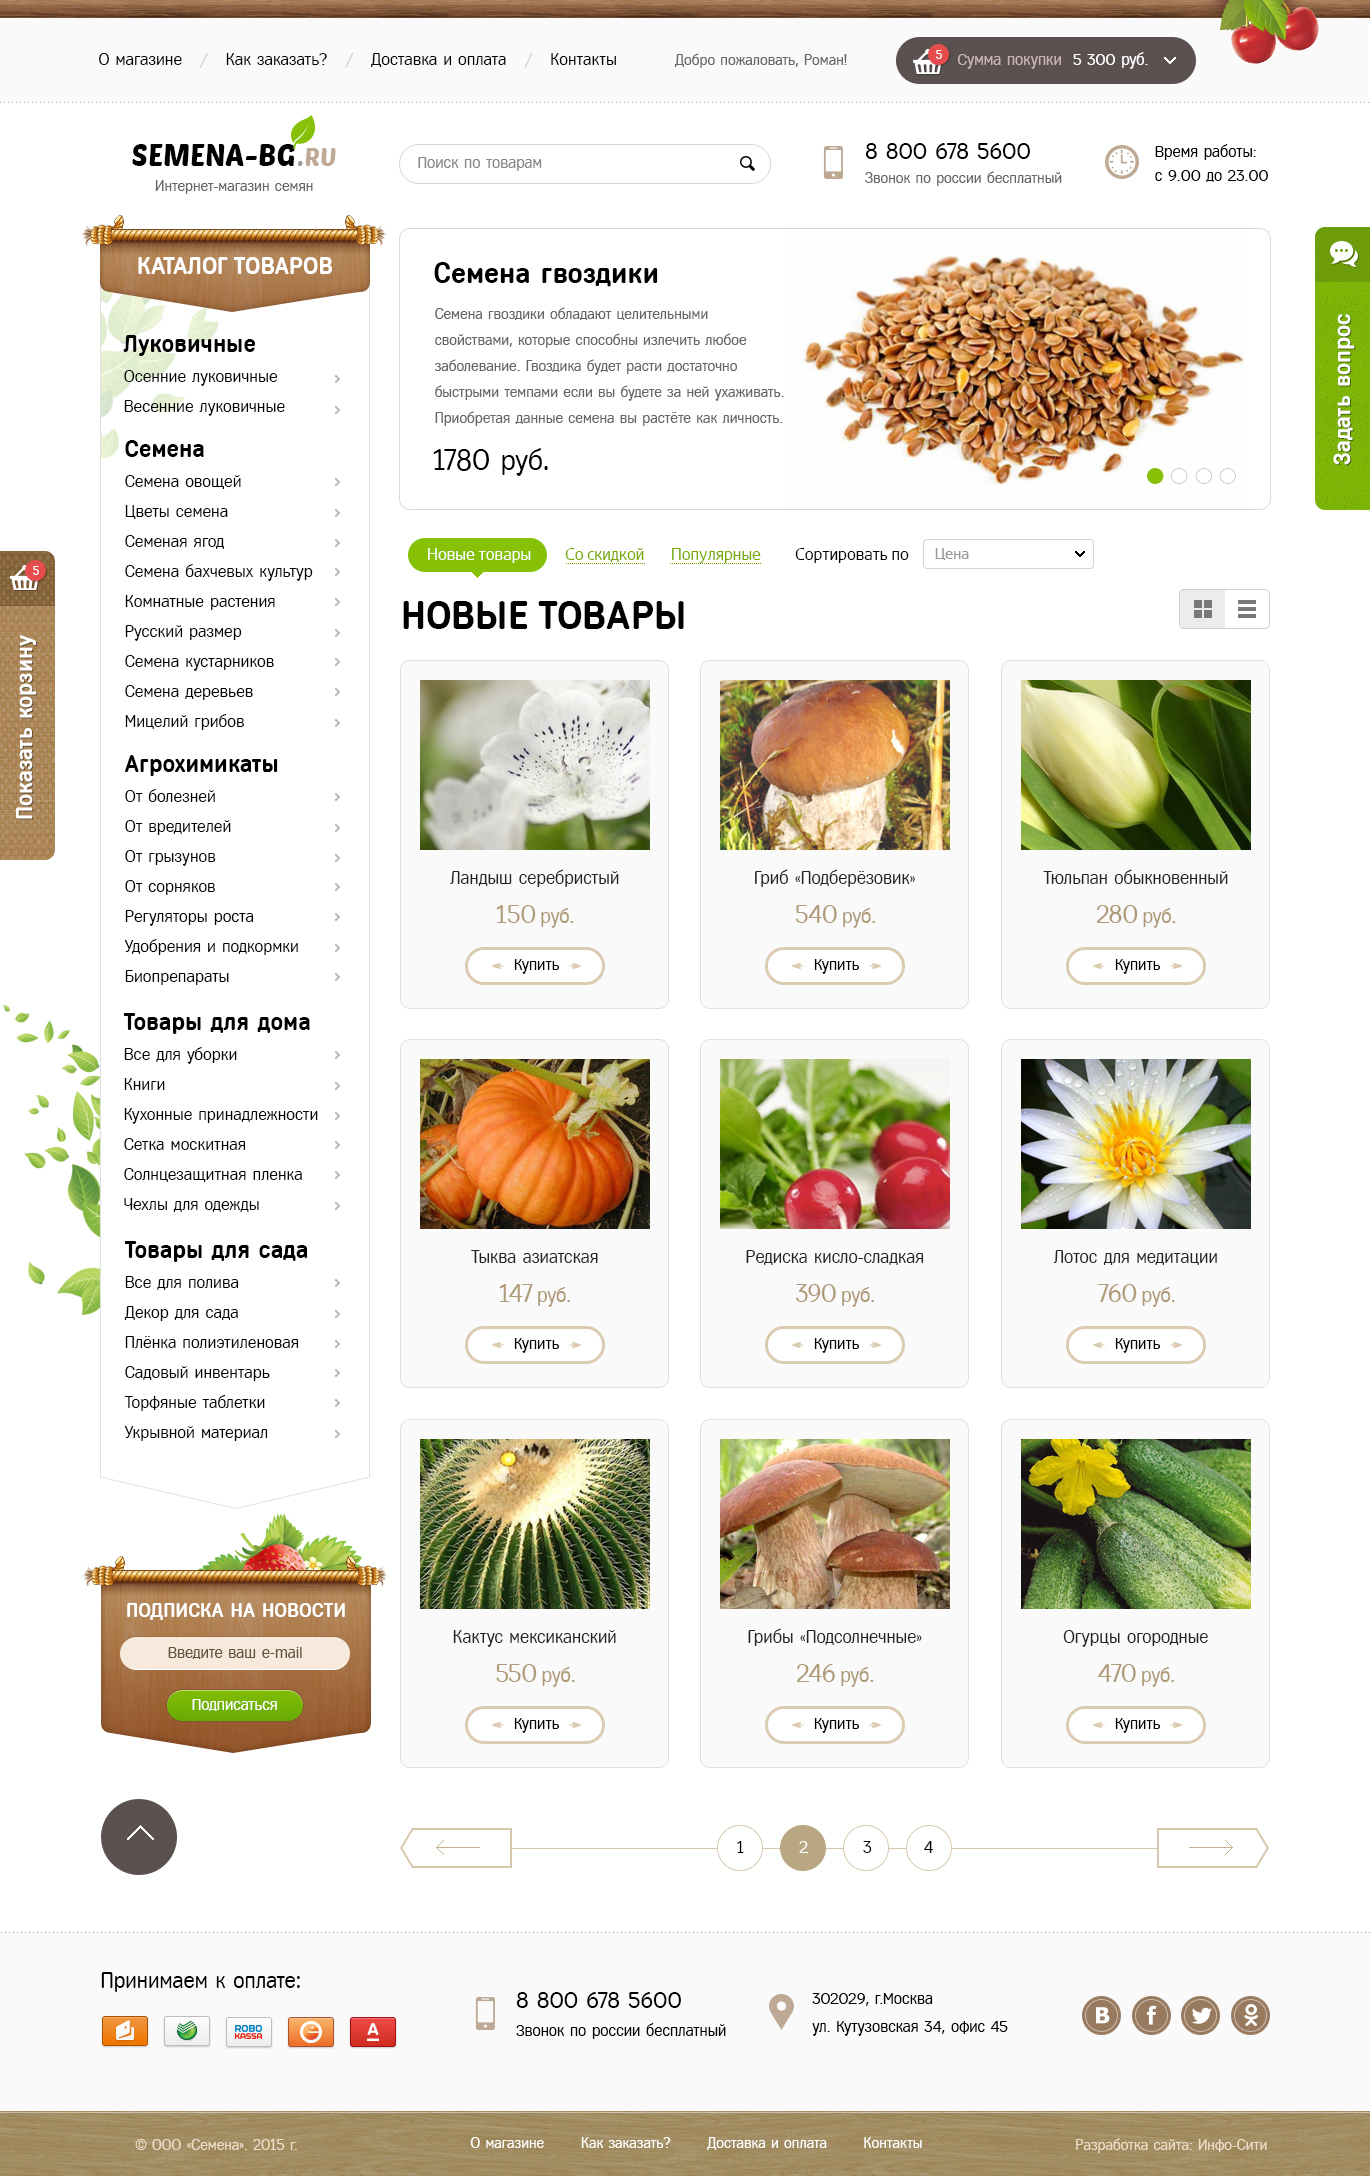 О магазине / Как заказать? / Доставка и оплата / Контакты
Добро пожаловать, Роман!
5 Сумма покупки 5 300 руб.
SEMENA-BG.RU
Интернет-магазин семян
Поиск по товарам
8 800 678 5600
Звонок по россии бесплатный
Время работы:
с 9.00 до 23.00
КАТАЛОГ ТОВАРОВ
Луковичные
Осенние луковичные
Весенние луковичные
Семена
Семена овощей
Цветы семена
Семеная ягод
Семена бахчевых культур
Комнатные растения
Русский размер
Семена кустарников
Семена деревьев
Мицелий грибов
Агрохимикаты
От болезней
От вредителей
От грызунов
От сорняков
Регуляторы роста
Удобрения и подкормки
Биопрепараты
Товары для дома
Все для уборки
Книги
Кухонные принадлежности
Сетка москитная
Солнцезащитная пленка
Чехлы для одежды
Товары для сада
Все для полива
Декор для сада
Плёнка полиэтиленовая
Садовый инвентарь
Торфяные таблетки
Укрывной материал
5
Показать корзину
Задать вопрос
Семена гвоздики
Семена гвоздики обладают целительными
свойствами, которые способны излечить любое
заболевание. Гвоздика будет расти достаточно
быстрыми темпами если вы будете за ней ухаживать.
Приобретая данные семена вы растёте как личность.
1780 руб.
Новые товары Со скидкой Популярные Сортировать по Цена
НОВЫЕ ТОВАРЫ
Ландыш серебристый
150 руб.
Купить
Гриб «Подберёзовик»
540 руб.
Купить
Тюльпан обыкновенный
280 руб.
Купить
Тыква азиатская
147 руб.
Купить
Редиска кисло-сладкая
390 руб.
Купить
Лотос для медитации
760 руб.
Купить
Кактус мексиканский
550 руб.
Купить
Грибы «Подсолнечные»
246 руб.
Купить
Огурцы огородные
470 руб.
Купить
ПОДПИСКА НА НОВОСТИ
Введите ваш e-mail
Подписаться
1 2 3 4
Принимаем к оплате:
ROBO
KASSA
А
8 800 678 5600
Звонок по россии бесплатный
302029, г.Москва
ул. Кутузовская 34, офис 45
В f
© ООО «Семена». 2015 г.
О магазине Как заказать? Доставка и оплата Контакты
Разработка сайта: Инфо-Сити